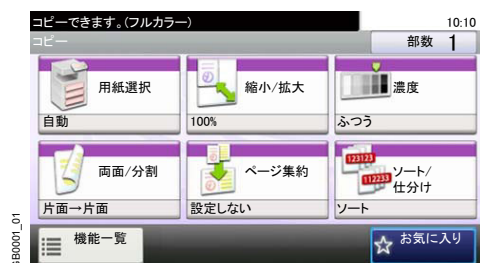 コピーできます。(フルカラー)
10:10
コピー
部数 1
用紙選択
自動
縮小/拡大
100%
濃度
ふつう
両面/分割
片面→片面
ページ集約
設定しない
123123
112233
ソート/
仕分け
ソート
機能一覧
お気に入り
GB0001_01